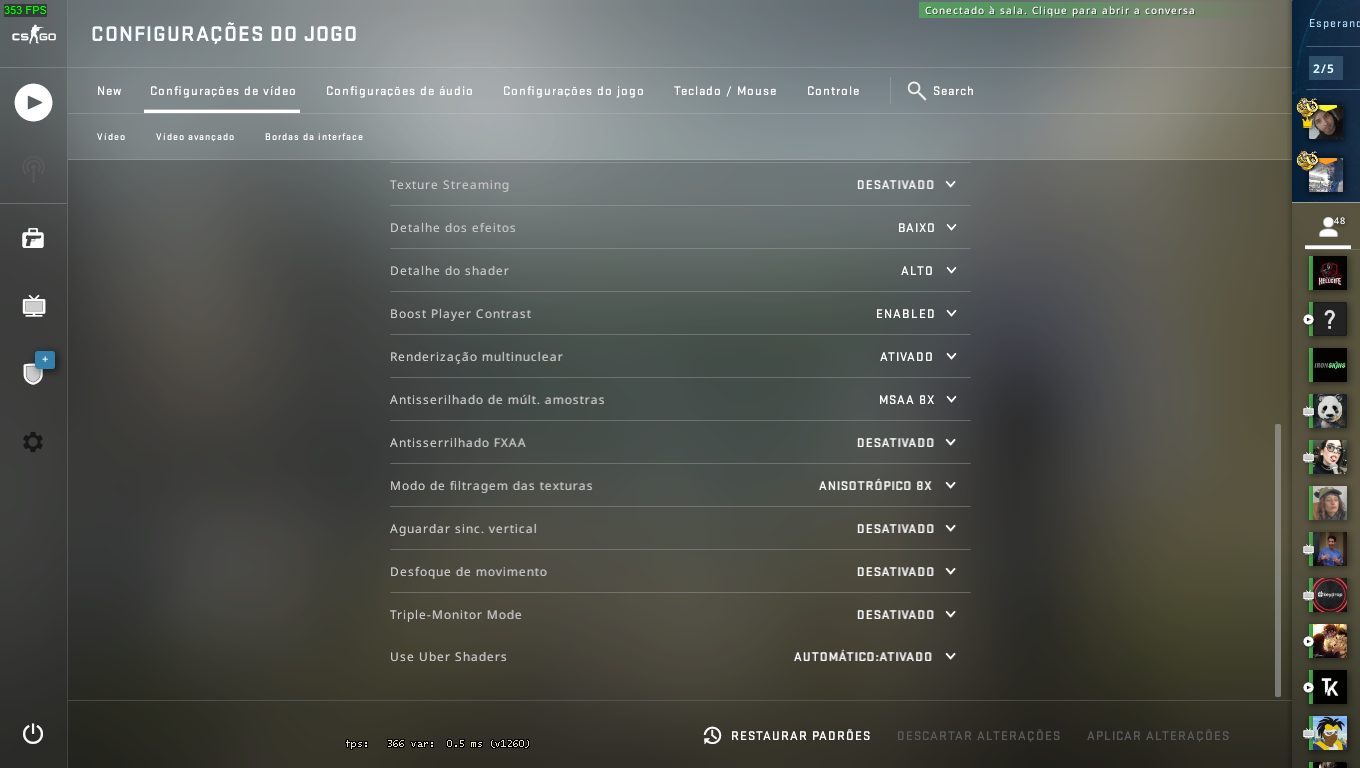 353 FPS
CS GO
CONFIGURAÇÕES DO JOGO
Conectado à sala. Clique para abrir a conversa
Esperand
2/5
New
Configurações de vídeo
Configurações de áudio
Configurações do jogo
Teclado / Mouse
Controle
Search
Vídeo
Vídeo avançado
Bordas da interface
48
Texture Streaming DESATIVADO
Detalhe dos efeitos BAIXO
Detalhe do shader ALTO
Boost Player Contrast ENABLED
Renderização multinuclear ATIVADO
Antisserilhado de múlt. amostras MSAA 8X
Antisserrilhado FXAA DESATIVADO
Modo de filtragem das texturas ANISOTRÓPICO 8X
Aguardar sinc. vertical DESATIVADO
Desfoque de movimento DESATIVADO
Triple-Monitor Mode DESATIVADO
Use Uber Shaders AUTOMÁTICO:ATIVADO
+
HELLCITE
?
IRONSKINS
keydrop
TK
fps: 366 var: 0.5 ms (v1260)
RESTAURAR PADRÕES
DESCARTAR ALTERAÇÕES
APLICAR ALTERAÇÕES